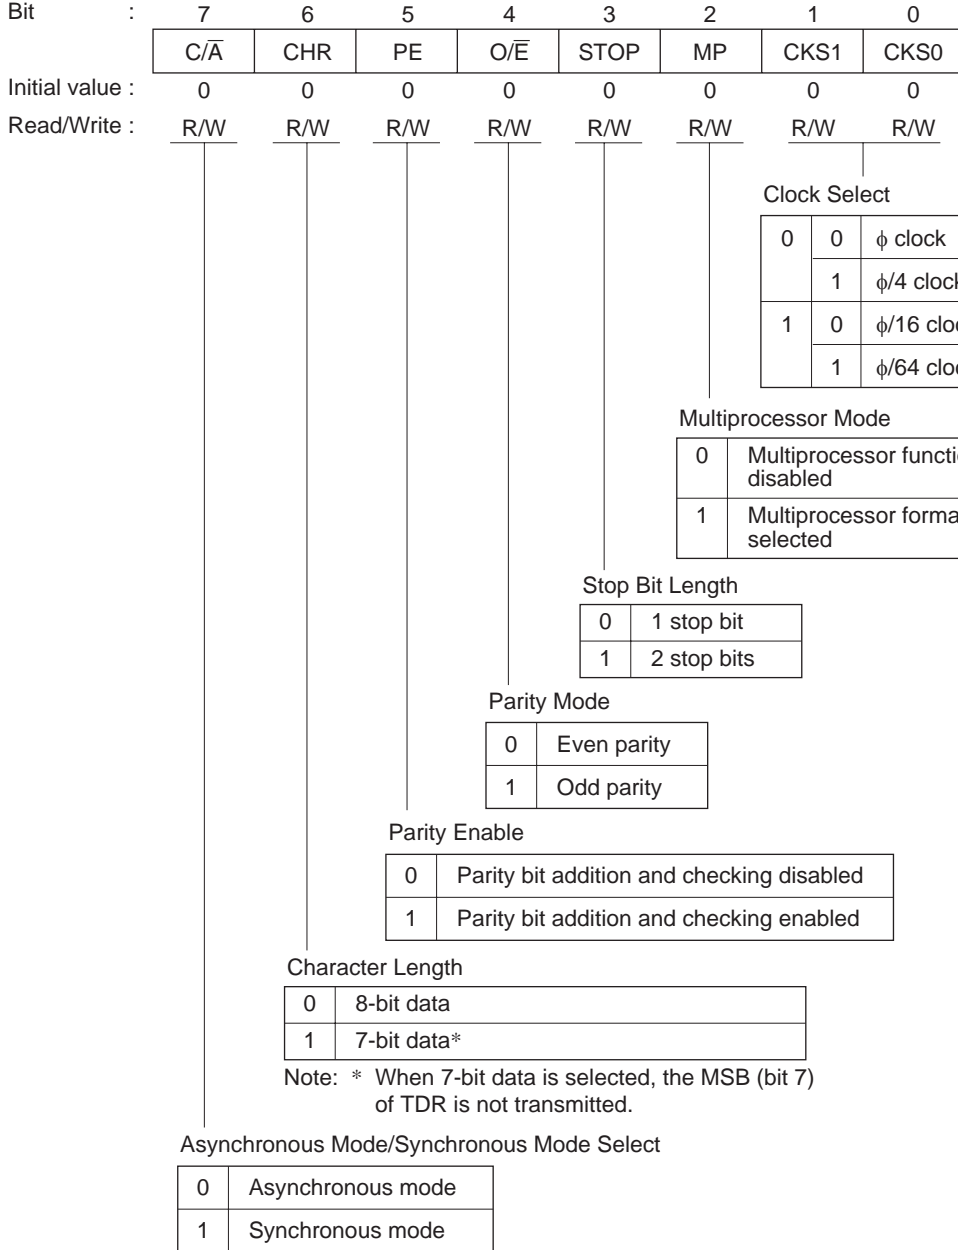 Bit : 7 6 5 4 3 2 1 0
C/A̅ CHR PE O/E̅ STOP MP CKS1 CKS0
Initial value : 0 0 0 0 0 0 0 0
Read/Write : R/W R/W R/W R/W R/W R/W R/W R/W
Clock Select
0 0 ϕ clock
1 ϕ/4 clock
1 0 ϕ/16 clo
1 ϕ/64 clo
Multiprocessor Mode
0 Multiprocessor functi
disabled
1 Multiprocessor forma
selected
Stop Bit Length
0 1 stop bit
1 2 stop bits
Parity Mode
0 Even parity
1 Odd parity
Parity Enable
0 Parity bit addition and checking disabled
1 Parity bit addition and checking enabled
Character Length
0 8-bit data
1 7-bit data*
Note: * When 7-bit data is selected, the MSB (bit 7)
of TDR is not transmitted.
Asynchronous Mode/Synchronous Mode Select
0 Asynchronous mode
1 Synchronous mode